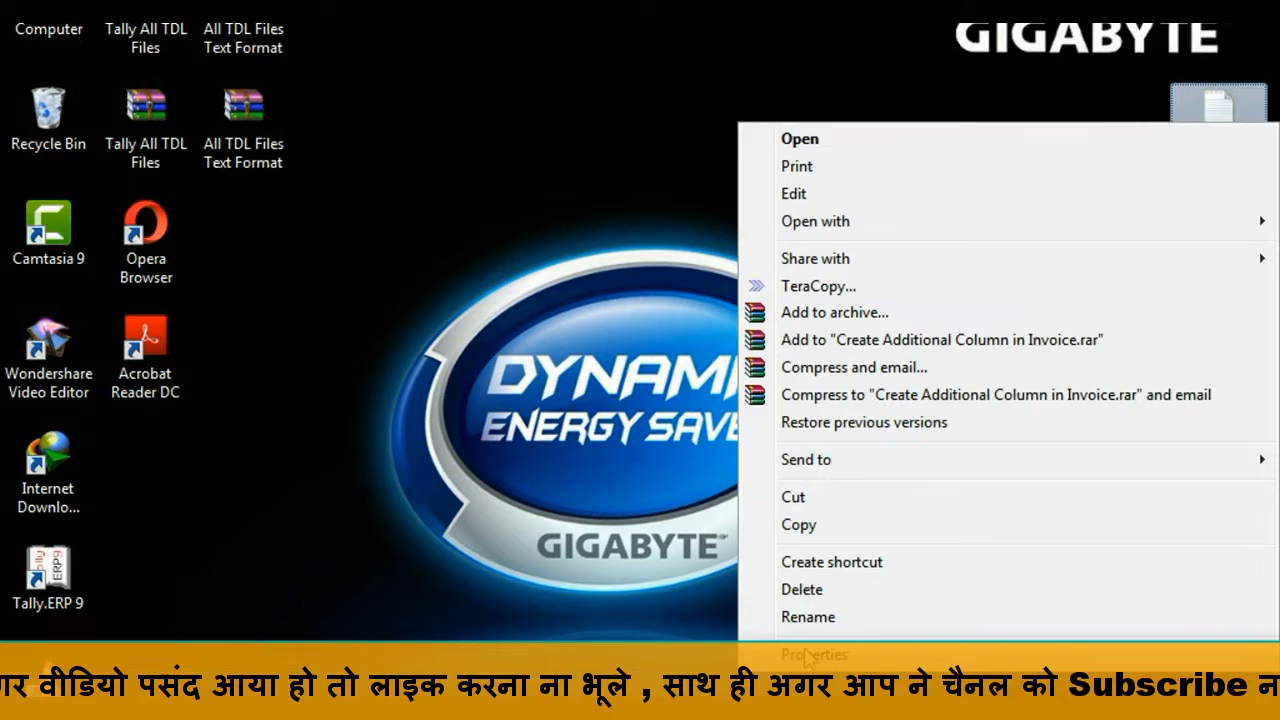 Computer
Tally All TDL
Files
All TDL Files
Text Format
GIGABYTE
Recycle Bin
Tally All TDL
Files
All TDL Files
Text Format
Camtasia 9
Opera
Browser
Wondershare
Video Editor
Acrobat
Reader DC
Internet
Downlo...
Tally.ERP 9
DYNAMI
ENERGY SAVE
GIGABYTE
Open
Print
Edit
Open with
Share with
TeraCopy...
Add to archive...
Add to "Create Additional Column in Invoice.rar"
Compress and email...
Compress to "Create Additional Column in Invoice.rar" and email
Restore previous versions
Send to
Cut
Copy
Create shortcut
Delete
Rename
Properties
गर वीडियो पसंद आया हो तो लाइक करना ना भूले , साथ ही अगर आप ने चैनल को Subscribe न